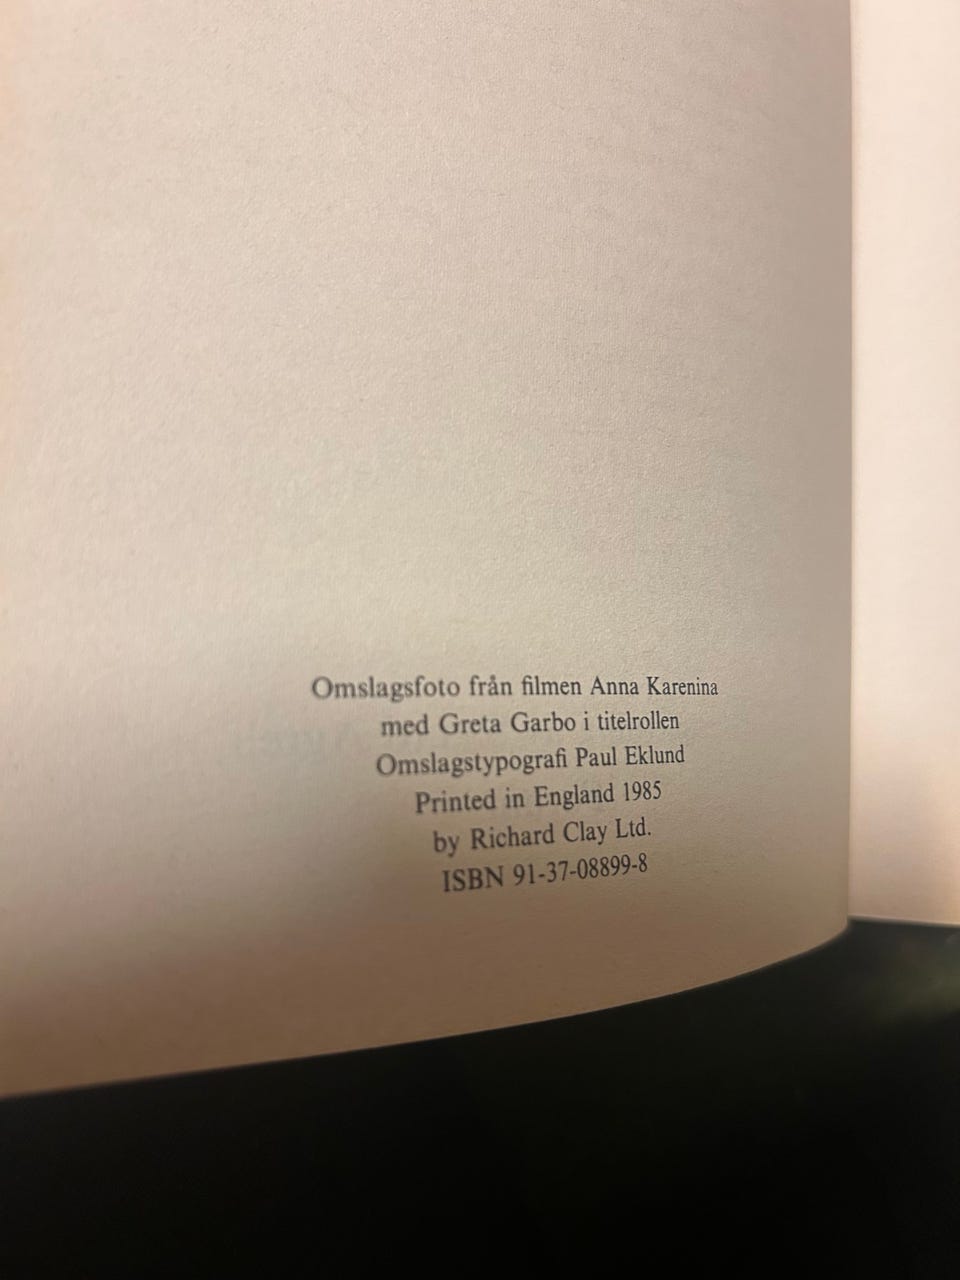 Omslagsfoto från filmen Anna Karenina
med Greta Garbo i titelrollen
Omslagstypografi Paul Eklund
Printed in England 1985
by Richard Clay Ltd.
ISBN 91-37-08899-8